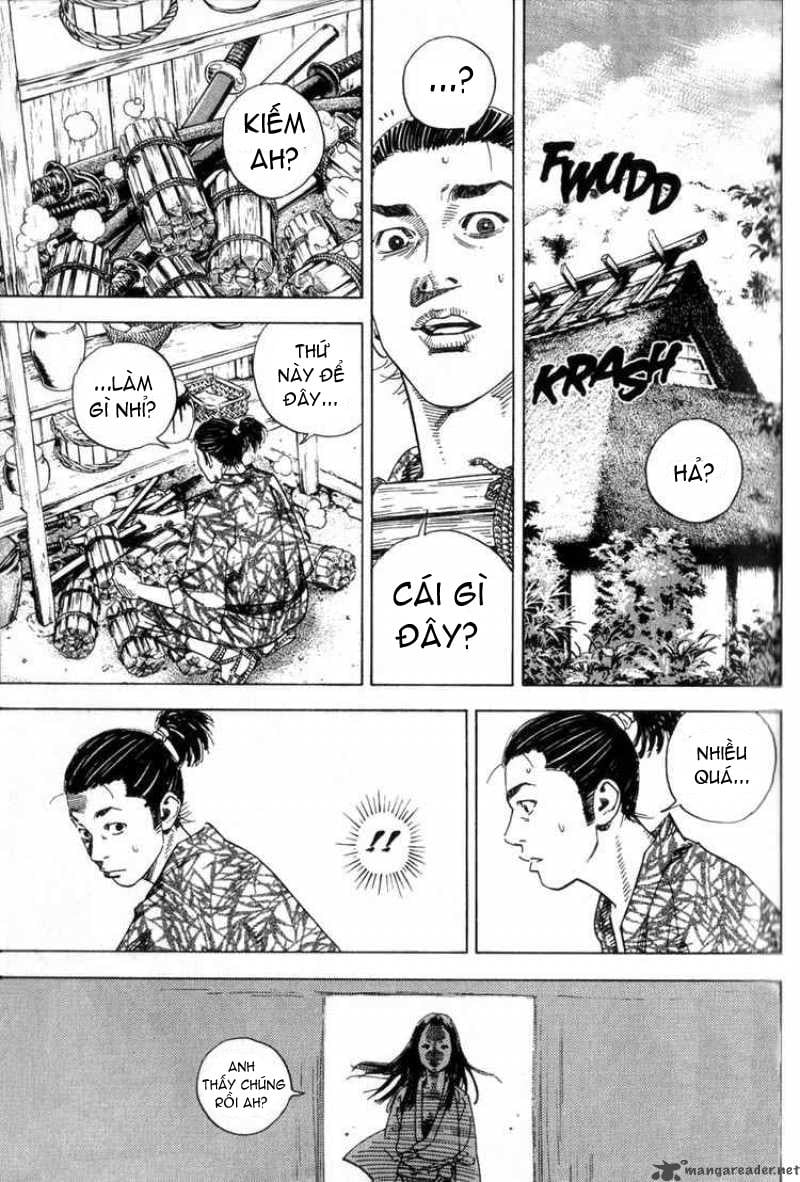 FWUDD
KRASH
HẢ?
...?
CÁI GÌ
ĐÂY?
KIẾM
AH?
THỨ
NÀY ĐỂ
ĐÂY...
...LÀM
GÌ NHỈ?
NHIỀU
QUÁ...
!!
ANH
THẤY CHÚNG
RỒI AH?
mangareader.net